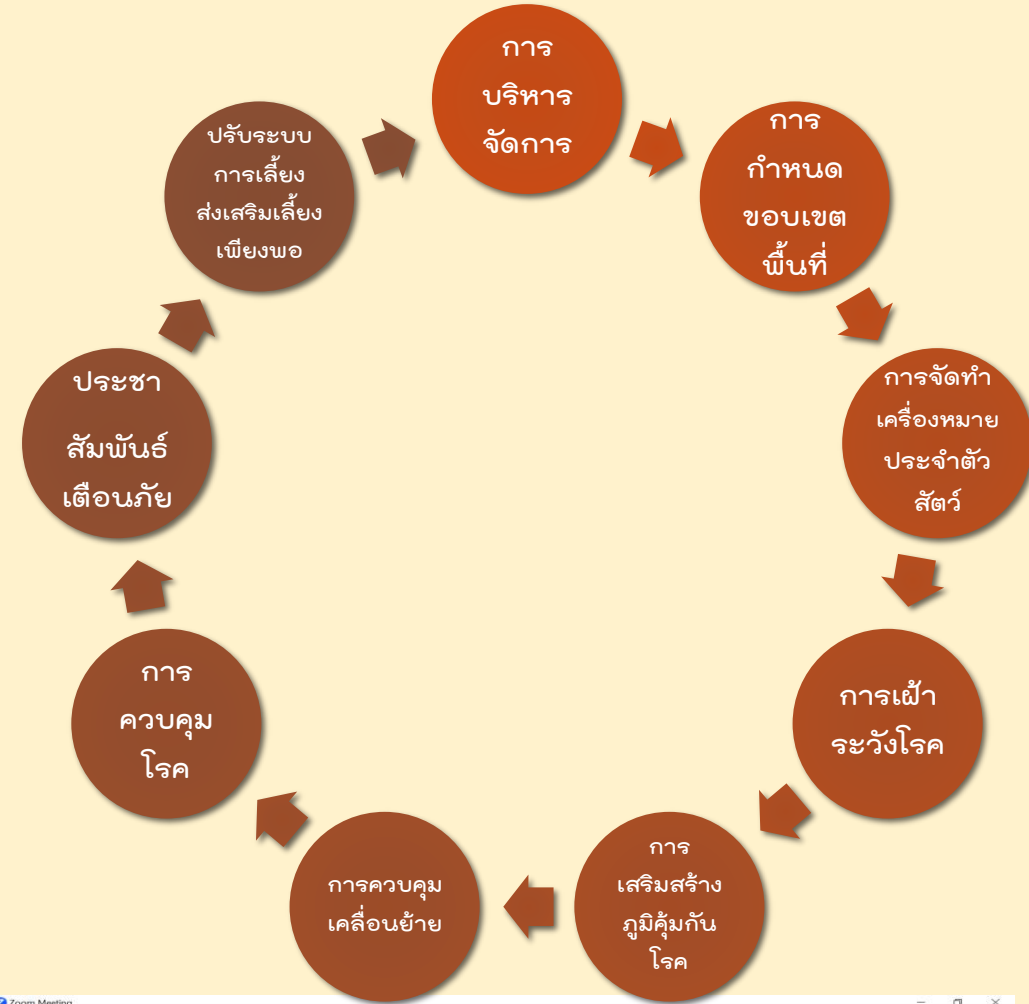 การ
บริหาร
จัดการ
การ
กำหนด
ขอบเขต
พื้นที่
การจัดทำ
เครื่องหมาย
ประจำตัว
สัตว์
การเฝ้า
ระวังโรค
การ
เสริมสร้าง
ภูมิคุ้มกัน
โรค
การควบคุม
เคลื่อนย้าย
การ
ควบคุม
โรค
ประชา
สัมพันธ์
เตือนภัย
ปรับระบบ
การเลี้ยง
ส่งเสริมเลี้ยง
เพียงพอ
Zoom Meeting